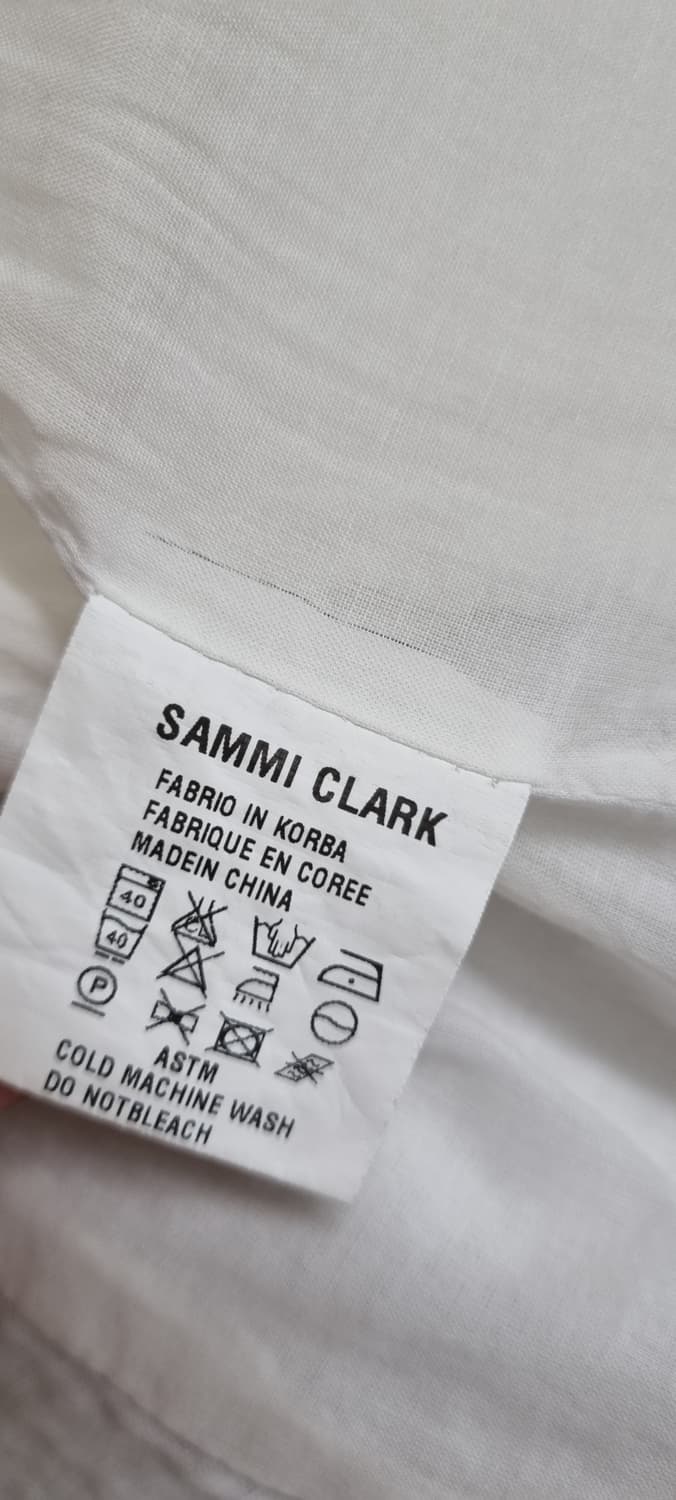 SAMMI CLARK
FABRIO IN KORBA
FABRIQUE EN COREE
MADEIN CHINA
40
40
P
ASTM
COLD MACHINE WASH
DO NOTBLEACH